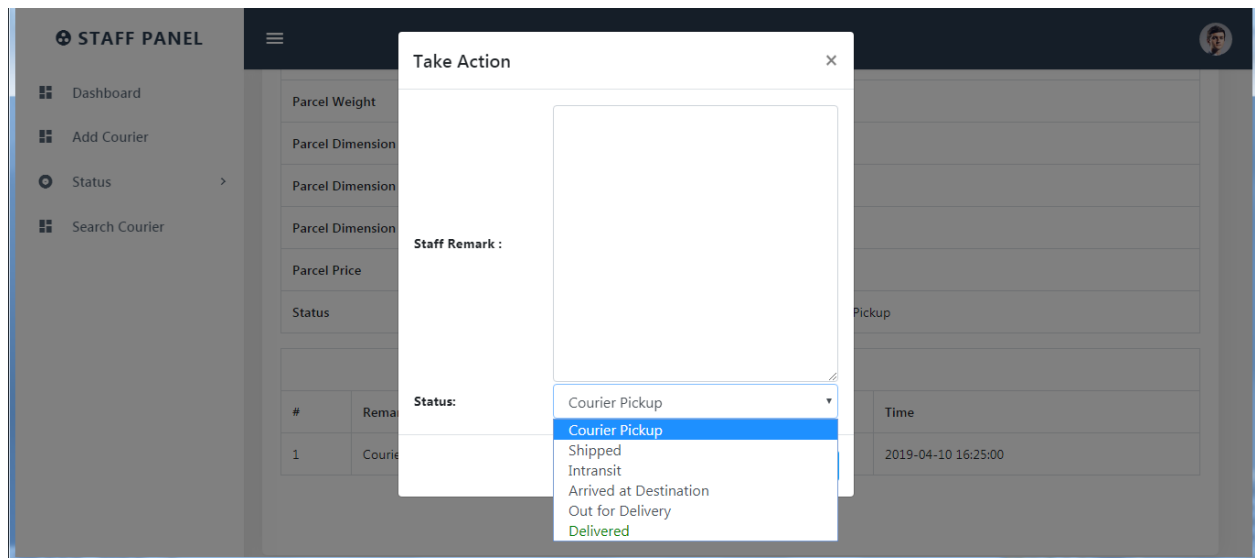 STAFF PANEL
Dashboard
Add Courier
Status
Search Courier
Take Action
×
Parcel Weight
Parcel Dimension
Parcel Dimension
Parcel Dimension
Parcel Price
Status
Pickup
Staff Remark :
Status:
Courier Pickup
Courier Pickup
Shipped
Intransit
Arrived at Destination
Out for Delivery
Delivered
# Time
1 2019-04-10 16:25:00